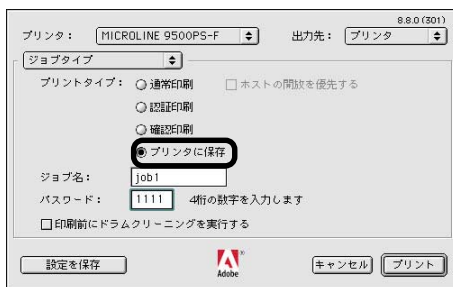 8.8.0 (301)
プリンタ： MICROLINE 9500PS-F 出力先： プリンタ
ジョブタイプ
プリントタイプ： 通常印刷 ホストの開放を優先する
認証印刷
確認印刷
プリンタに保存
ジョブ名： job1
パスワード： 1111 4桁の数字を入力します
印刷前にドラムクリーニングを実行する
設定を保存 Adobe キャンセル プリント